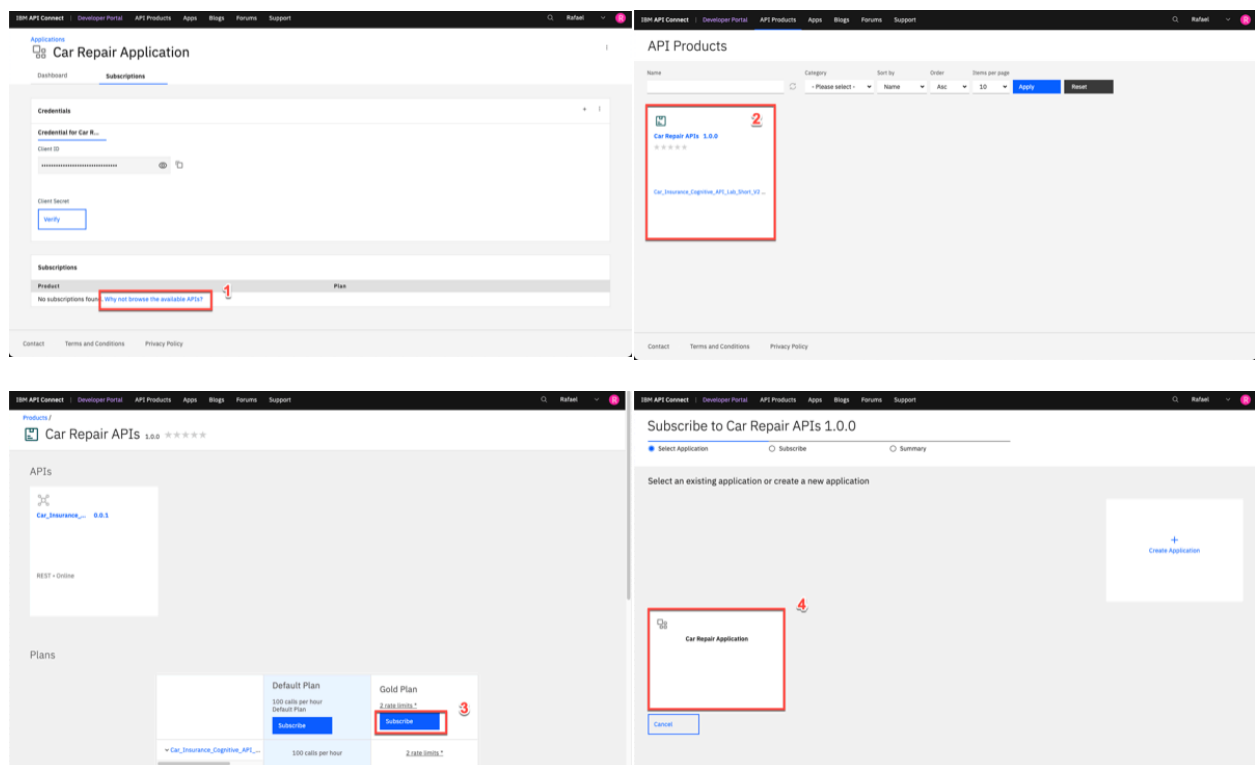 IBM API Connect | Developer Portal API Products Apps Blogs Forums Support Rafael R
Applications
Car Repair Application
Dashboard Subscriptions
Credentials
Credential for Car R...
Client ID
Client Secret
Verify
Subscriptions
Product Plan
No subscriptions foun Why not browse the available APIs?
1
Contact Terms and Conditions Privacy Policy
IBM API Connect | Developer Portal API Products Apps Blogs Forums Support Rafael R
API Products
Name Category Sort by Order Items per page
- Please select - Name Asc 10 Apply Reset
2
Car Repair APIs 1.0.0
Car_Insurance_Cognitive_API_Lab_Short_V2 ...
Contact Terms and Conditions Privacy Policy
IBM API Connect | Developer Portal API Products Apps Blogs Forums Support Rafael R
Products /
Car Repair APIs 1.0.0
APIs
Car_Insurance_... 0.0.1
REST • Online
Plans
Default Plan Gold Plan
100 calls per hour 2 rate limits *
Default Plan
Subscribe Subscribe
3
Car_Insurance_Cognitive_API_... 100 calls per hour 2 rate limits *
IBM API Connect | Developer Portal API Products Apps Blogs Forums Support Rafael R
Subscribe to Car Repair APIs 1.0.0
Select Application Subscribe Summary
Select an existing application or create a new application
+
Create Application
4
Car Repair Application
Cancel